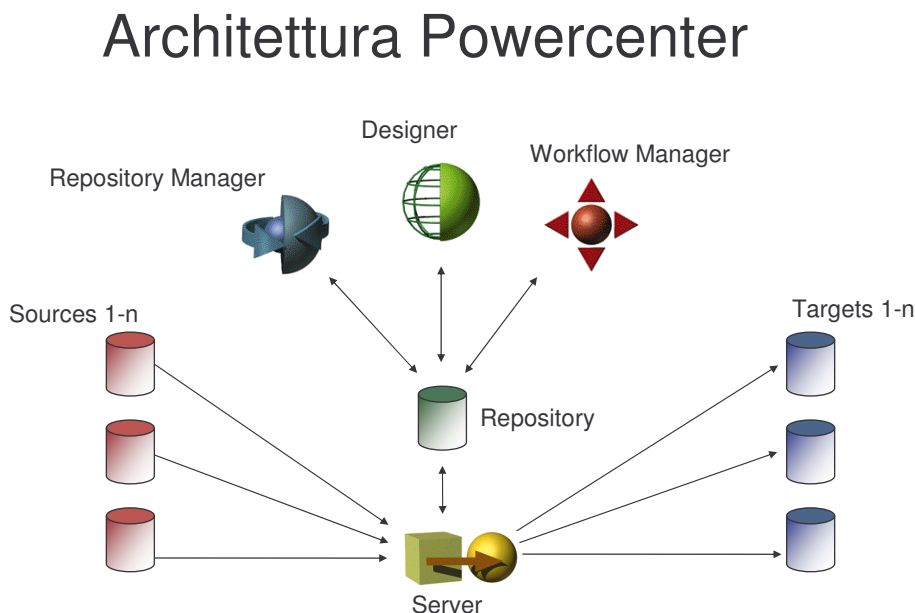 Architettura Powercenter
Designer
Workflow Manager
Repository Manager
Sources 1-n
Targets 1-n
Repository
Server